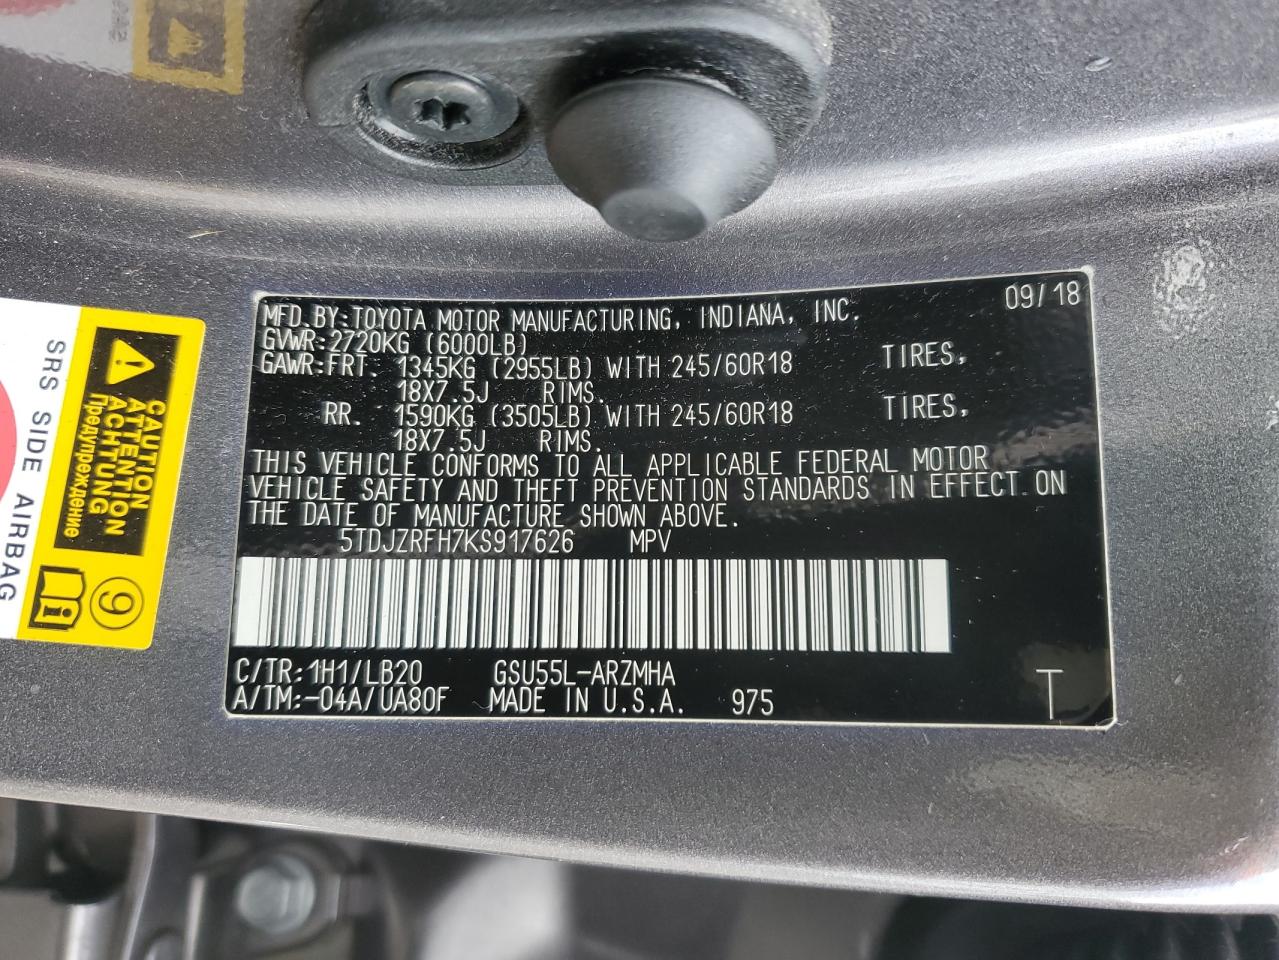 MFD.BY:TOYOTA MOTOR MANUFACTURING, INDIANA, INC. 09/18
GVWR:2720KG (6000LB)
GAWR:FRT. 1345KG (2955LB) WITH 245/60R18 TIRES,
18X7.5J RIMS.
RR. 1590KG (3505LB) WITH 245/60R18 TIRES,
18X7.5J RIMS.
THIS VEHICLE CONFORMS TO ALL APPLICABLE FEDERAL MOTOR
VEHICLE SAFETY AND THEFT PREVENTION STANDARDS IN EFFECT ON
THE DATE OF MANUFACTURE SHOWN ABOVE.
5TDJZRFH7KS917626 MPV
C/TR:1H1/LB20 GSU55L-ARZMHA
A/TM:-04A/UA80F MADE IN U.S.A. 975 T
CAUTION
ATTENTION
ACHTUNG
Предупреждение
9
i
SRS SIDE AIRBAG